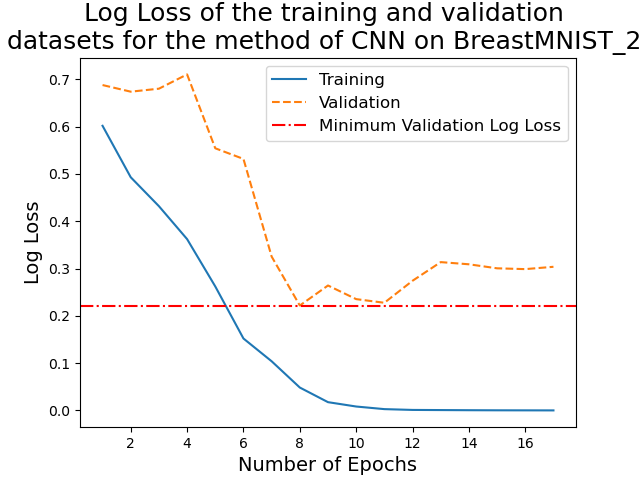 Log Loss of the training and validation
datasets for the method of CNN on BreastMNIST_2
Training
Validation
Minimum Validation Log Loss
Log Loss
0.7
0.6
0.5
0.4
0.3
0.2
0.1
0.0
2 4 6 8 10 12 14 16
Number of Epochs